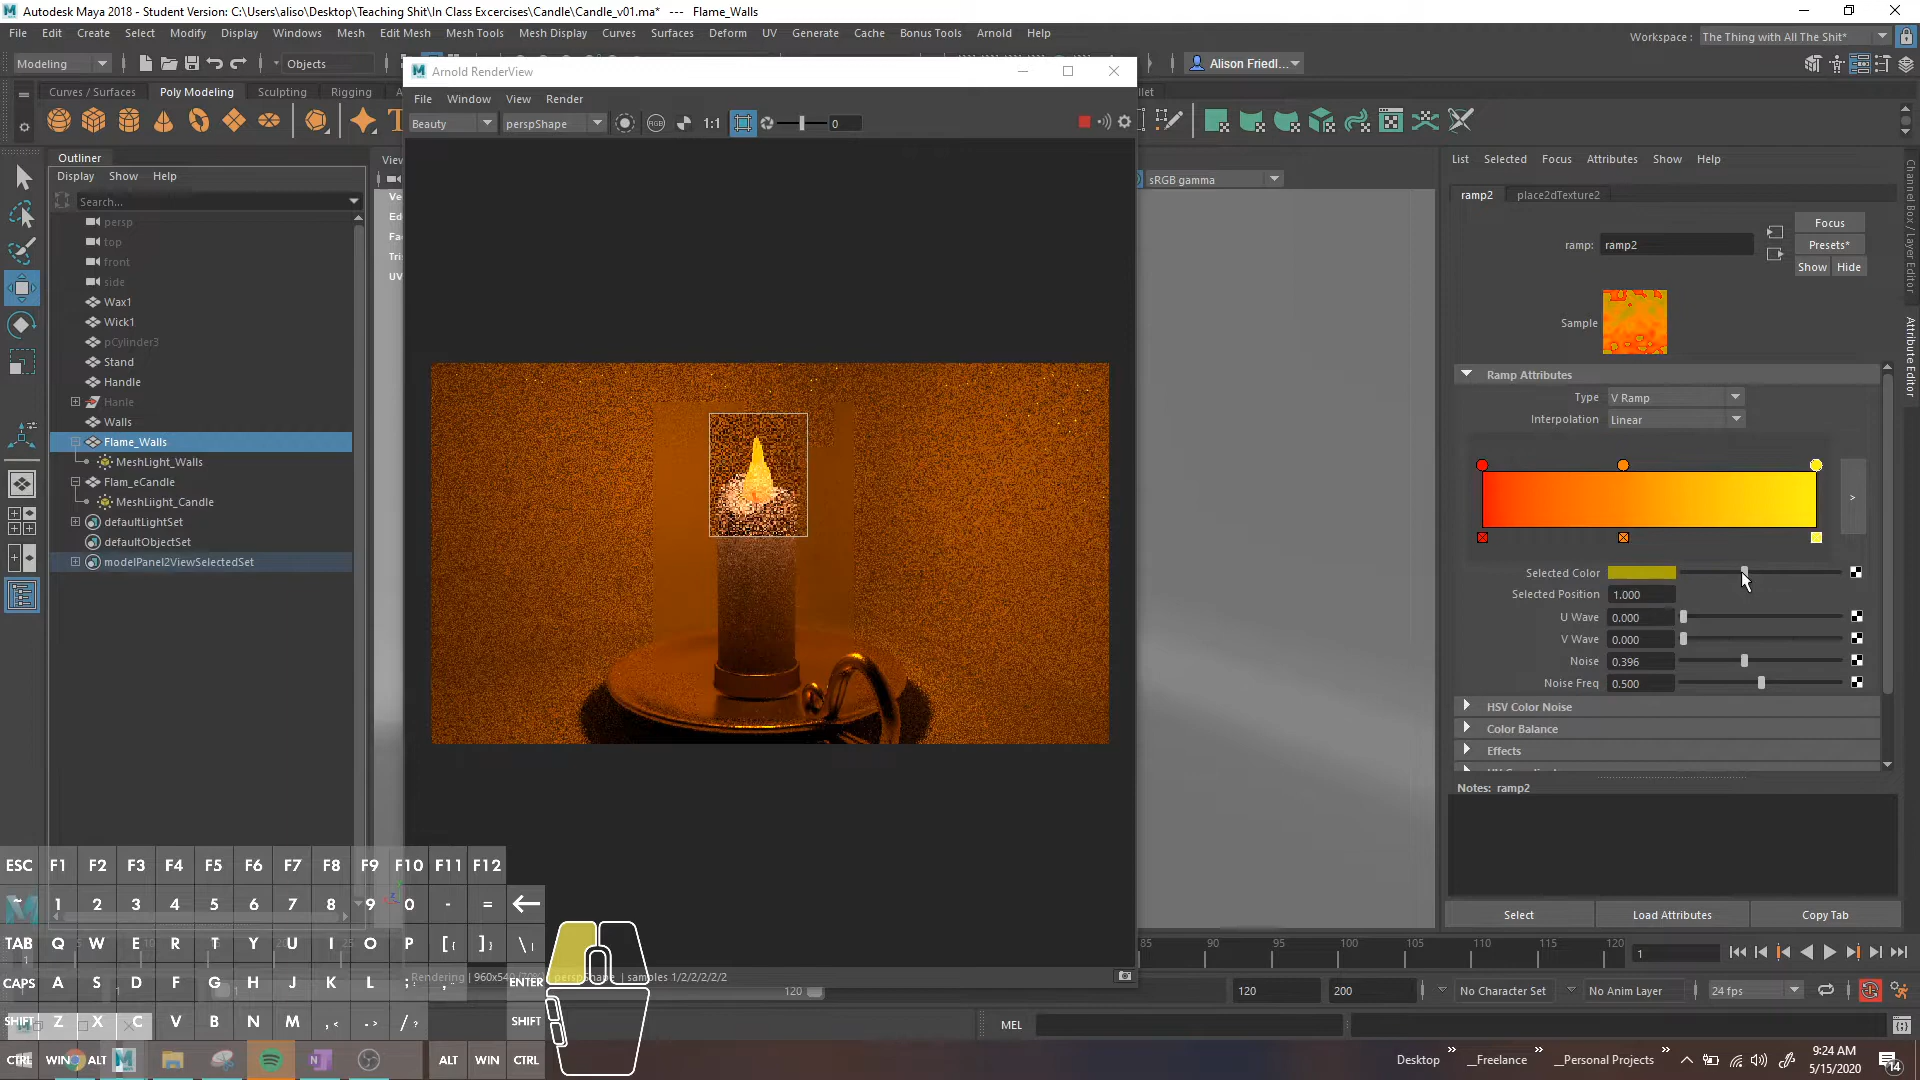 Autodesk Maya 2018 - Student Version: C:\Users\aliso\Desktop\Teaching Shit\In Class Excercises\Candle\Candle_v01.ma* --- Flame_Walls
File Edit Create Select Modify Display Windows Mesh Edit Mesh Mesh Tools Mesh Display Curves Surfaces Deform UV Generate Cache Bonus Tools Arnold Help
Workspace : The Thing with All The Shit*
Modeling Objects Alison Friedl...
Arnold RenderView
Curves / Surfaces Poly Modeling Sculpting Rigging
File Window View Render
Beauty perspShape 1:1 0
Outliner
Display Show Help
Search...
persp
top
front
side
Wax1
Wick1
pCylinder3
Stand
Handle
Hanle
Walls
Flame_Walls
MeshLight_Walls
Flam_eCandle
MeshLiight_Candle
defaultLightSet
defaultObjectSet
modelPanel2ViewSelectedSet
sRGB gamma
List Selected Focus Attributes Show Help
ramp2 place2dTexture2
Focus
ramp: ramp2 Presets*
Show Hide
Sample
Ramp Attributes
Type V Ramp
Interpolation Linear
>
Selected Color
Selected Position 1.000
U Wave 0.000
V Wave 0.000
Noise 0.396
Noise Freq 0.500
HSV Color Noise
Color Balance
Effects
Notes: ramp2
Select Load Attributes Copy Tab
Channel Box / Layer Editor
Attribute Editor
ESC F1 F2 F3 F4 F5 F6 F7 F8 F9 F10 F11 F12
~ 1 2 3 4 5 6 7 8 9 0 - =
TAB Q W E R T Y U I O P [ { ] } \ |
CAPS A S D F G H J K L ENTER
SHIFT Z X C V B N M , < . > / ? SHIFT
CTRL WIN ALT ALT WIN CTRL
Rendering | 960x540 perspShape | samples 1/2/2/2/2/2
85 90 95 100 105 110 115 120 1
120 120 200 No Character Set No Anim Layer 24 fps
MEL
Desktop __Freelance __Personal Projects
9:24 AM
5/15/2020
14